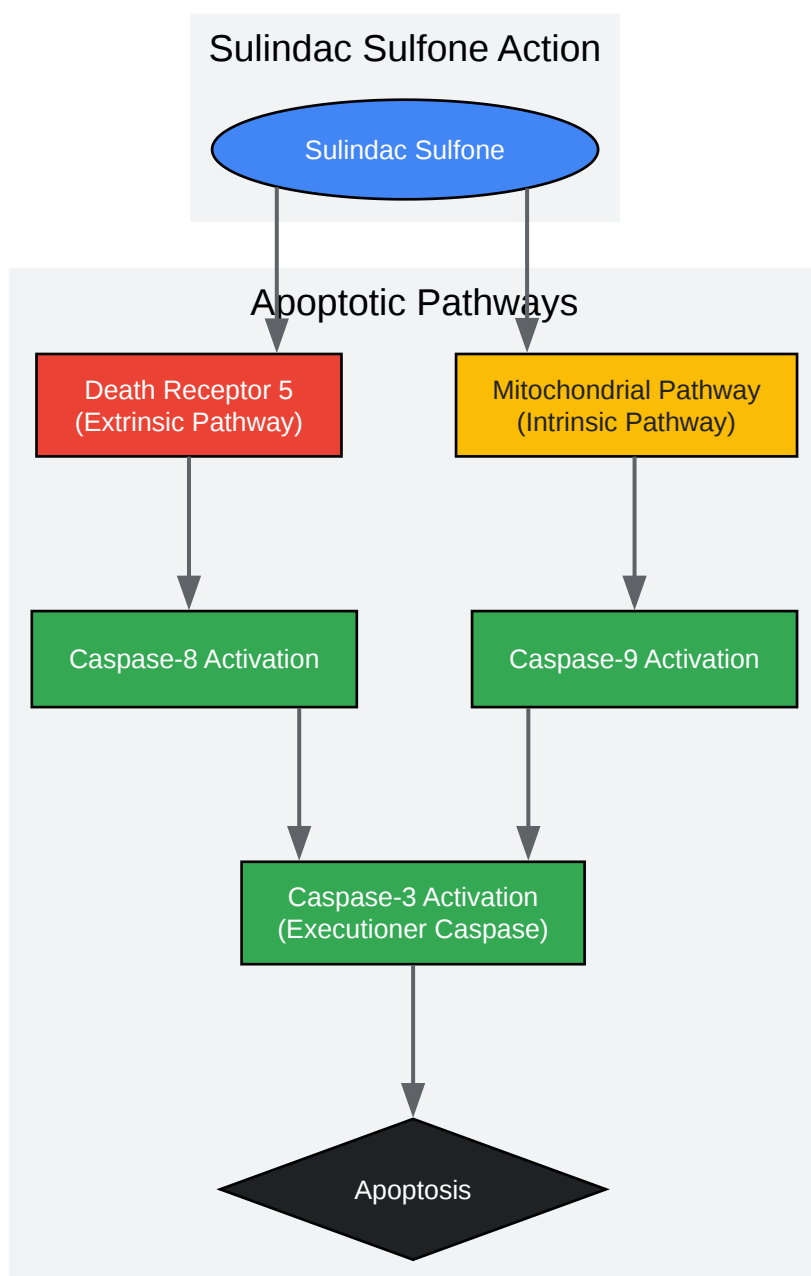 Sulindac Sulfone Action
Sulindac Sulfone
Apoptotic Pathways
Death Receptor 5
(Extrinsic Pathway)
Mitochondrial Pathway
(Intrinsic Pathway)
Caspase-8 Activation
Caspase-9 Activation
Caspase-3 Activation
(Executioner Caspase)
Apoptosis